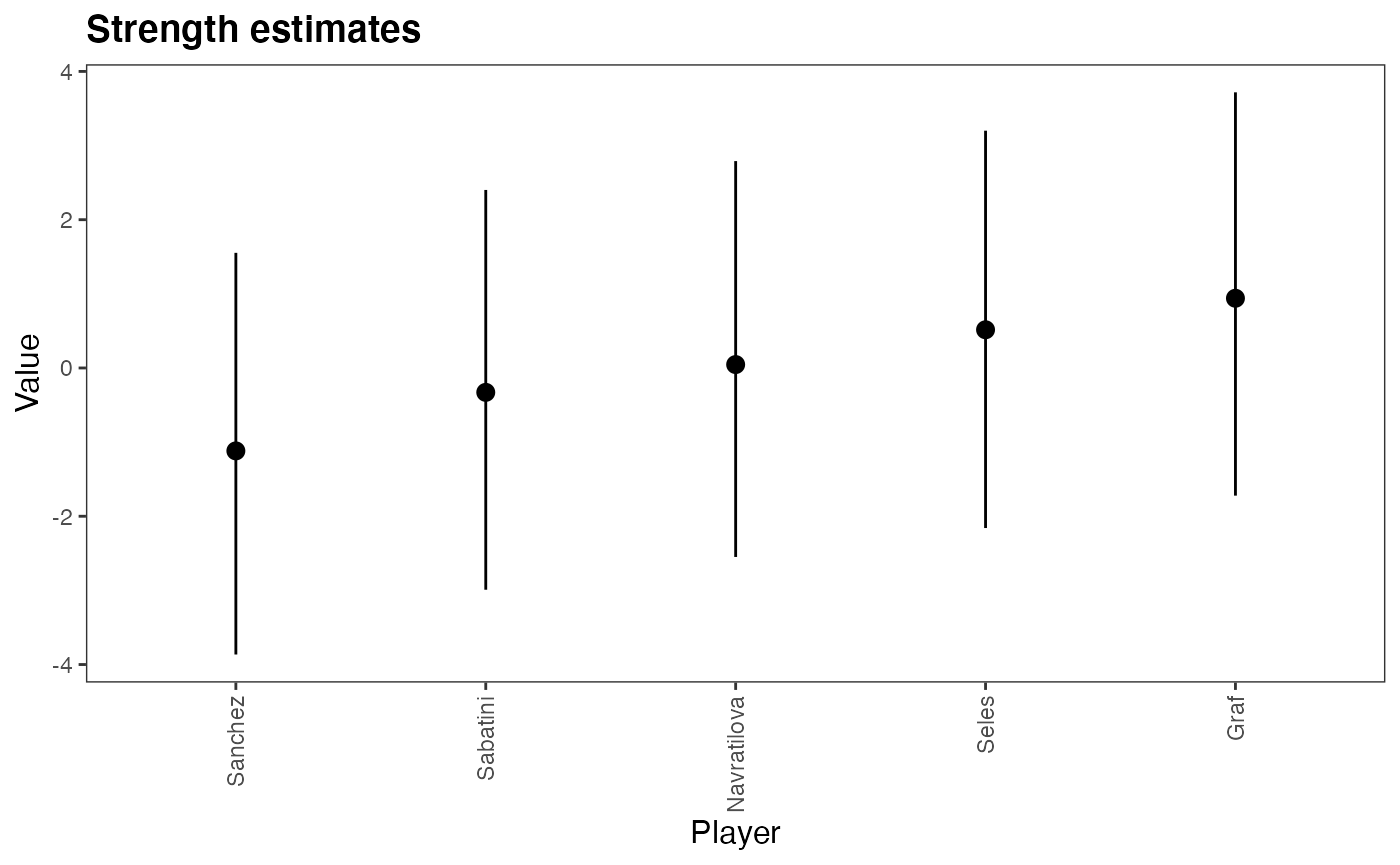 Strength estimates
4
2
0
-2
-4
Value
Sanchez
Sabatini
Navratilova
Seles
Graf
Player